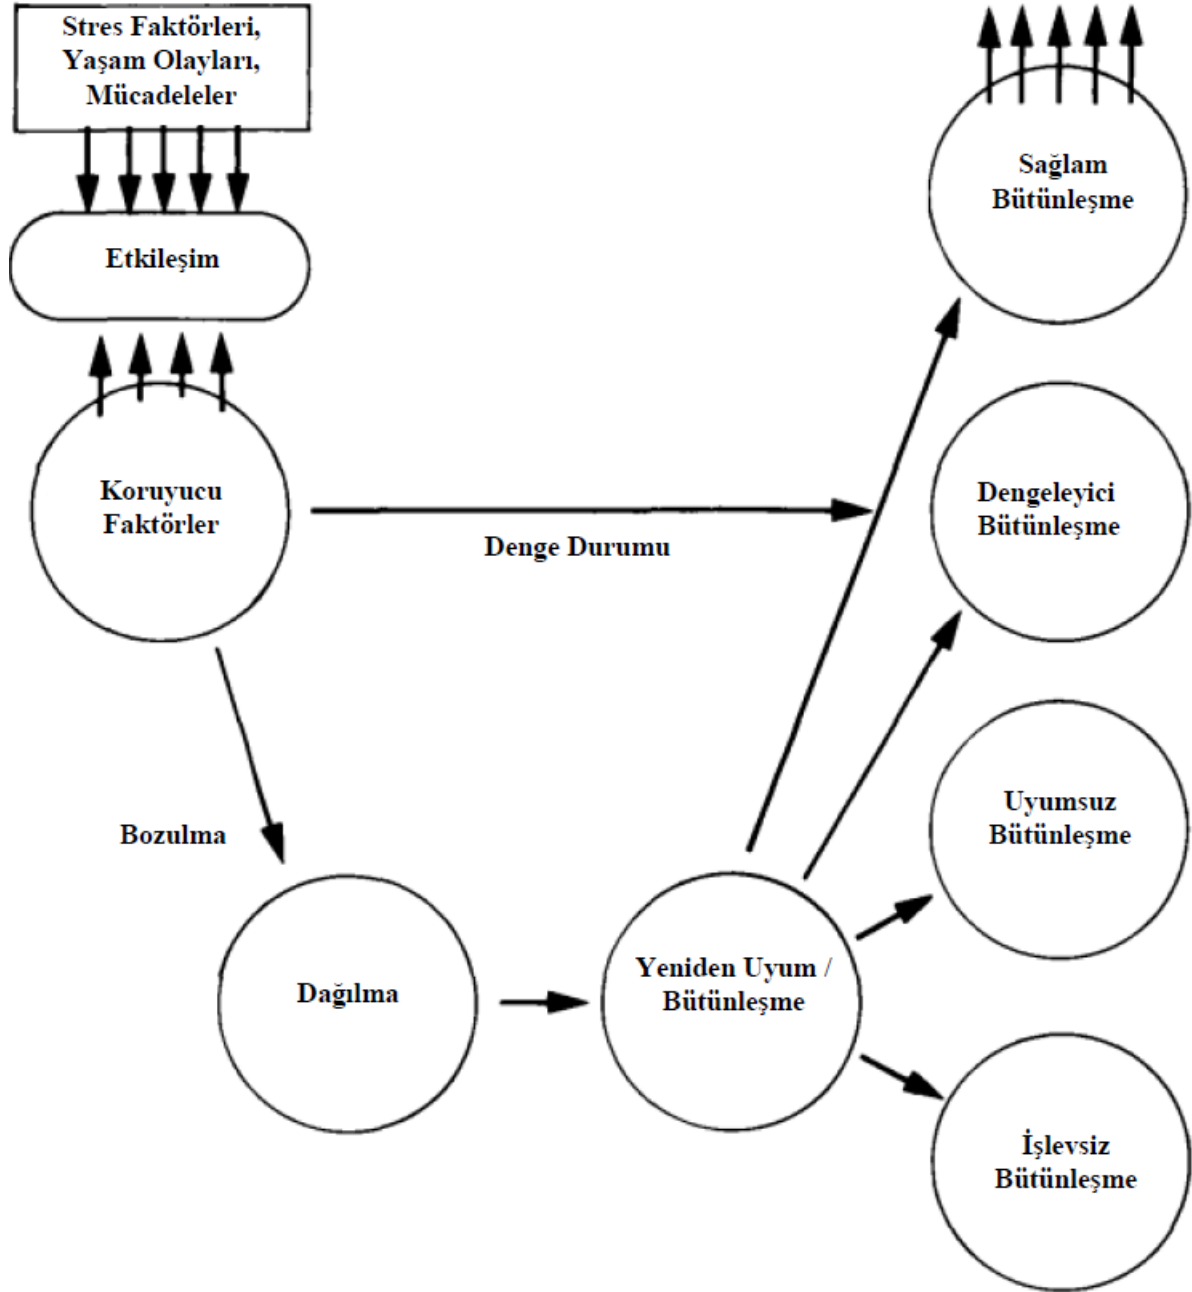 Stres Faktörleri,
Yaşam Olayları,
Mücadeleler
Etkileşim
Koruyucu
Faktörler
Denge Durumu
Bozulma
Dağılma
Yeniden Uyum /
Bütünleşme
Sağlam
Bütünleşme
Dengeleyici
Bütünleşme
Uyumsuz
Bütünleşme
İşlevsiz
Bütünleşme